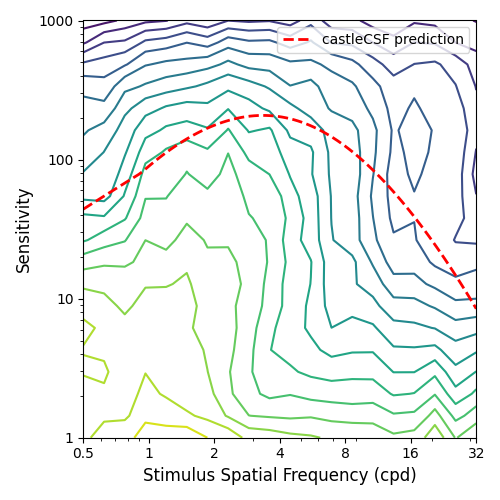 castleCSF prediction
Sensitivity
1000
100
10
1
0.5 1 2 4 8 16 32
Stimulus Spatial Frequency (cpd)